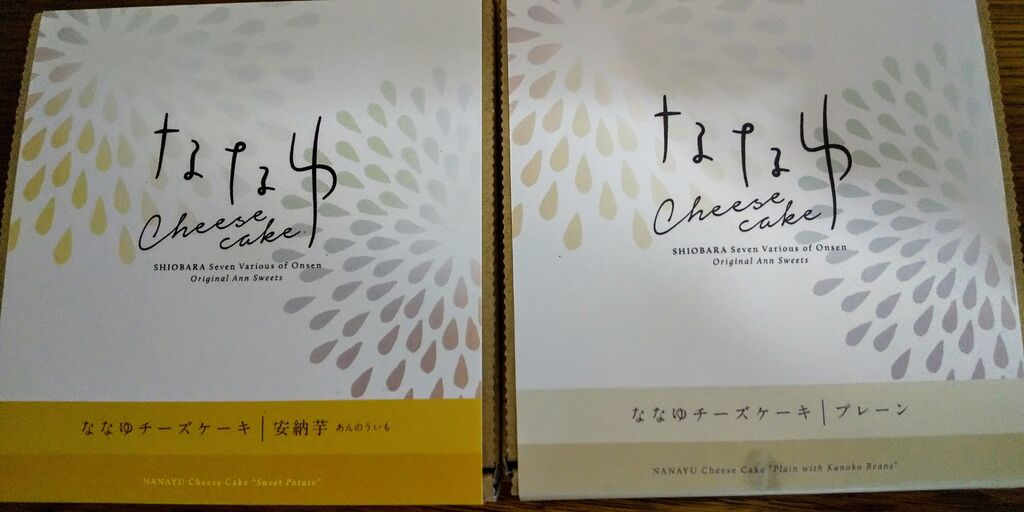 ななゆ
Cheese
cake
SHIOBARA Seven Various of Onsen
Original Ann Sweets
ななゆチーズケーキ | 安納芋 あんのういも
NANAYU Cheese Cake "Sweet Potato"
ななゆ
Cheese
cake
SHIOBARA Seven Various of Onsen
Original Ann Sweets
ななゆチーズケーキ | プレーン
NANAYU Cheese Cake "Plain with Kanoko Beans"